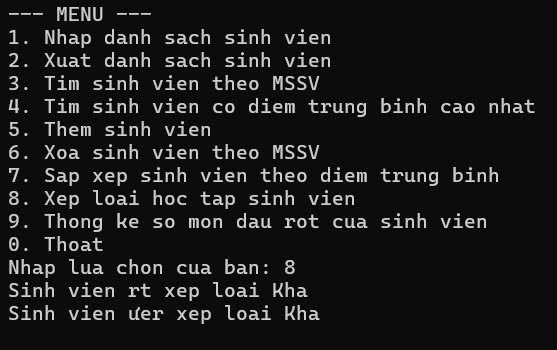 --- MENU ---
1. Nhap danh sach sinh vien
2. Xuat danh sach sinh vien
3. Tim sinh vien theo MSSV
4. Tim sinh vien co diem trung binh cao nhat
5. Them sinh vien
6. Xoa sinh vien theo MSSV
7. Sap xep sinh vien theo diem trung binh
8. Xep loai hoc tap sinh vien
9. Thong ke so mon dau rot cua sinh vien
0. Thoat
Nhap lua chon cua ban: 8
Sinh vien rt xep loai Kha
Sinh vien ưer xep loai Kha